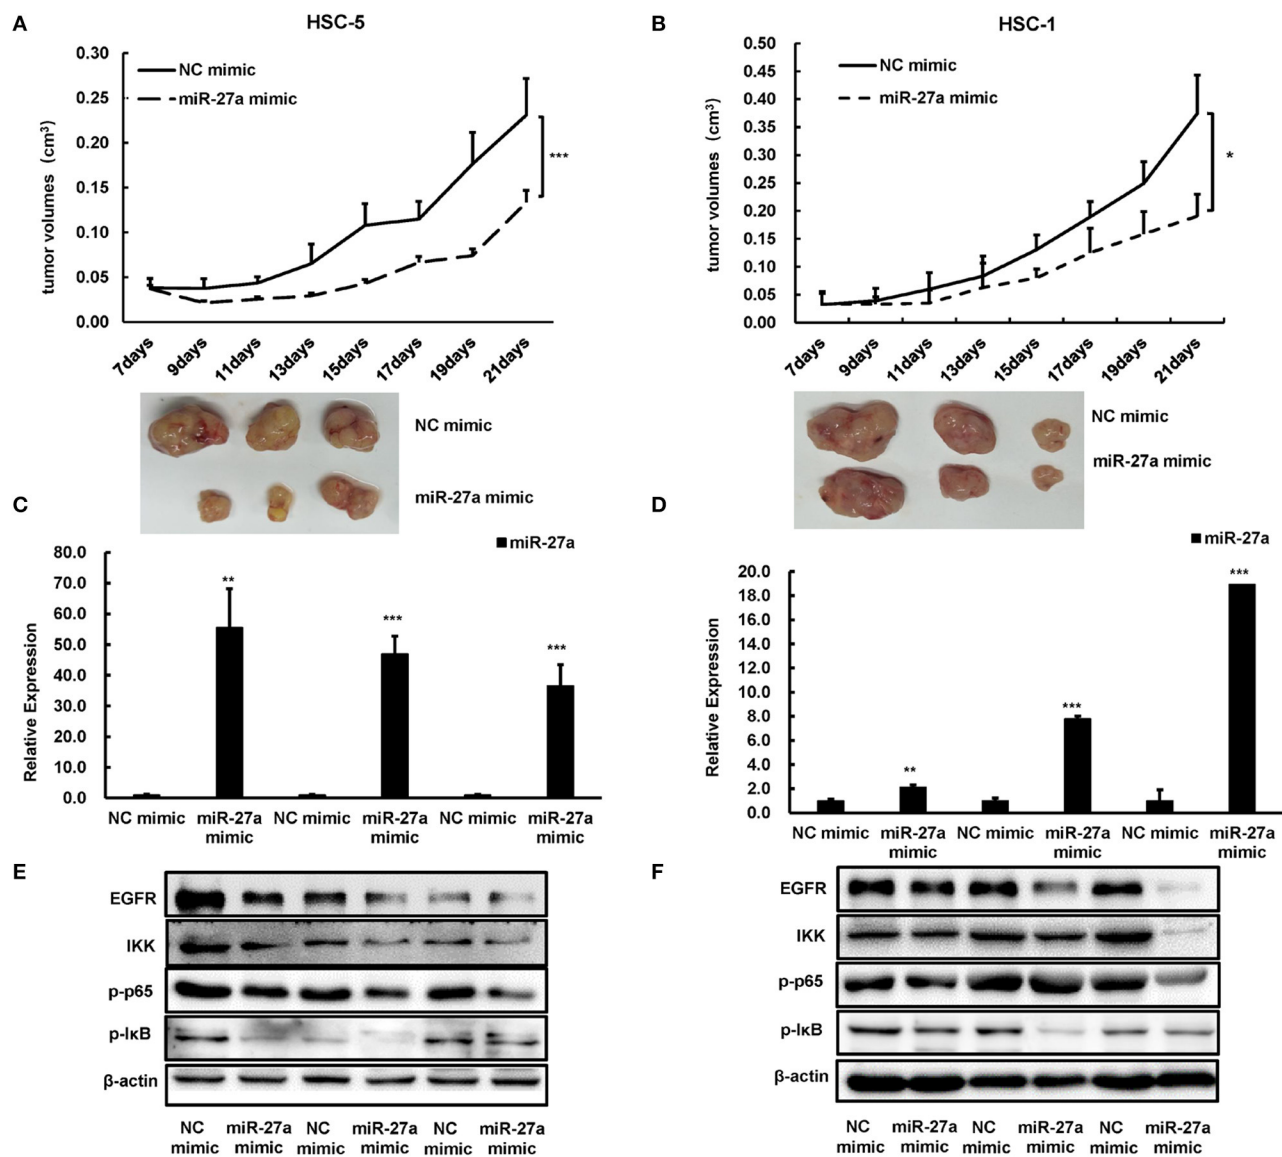 A
HSC-5
0.30
0.25
0.20
0.15
0.10
0.05
0.00
tumor volumes (cm³)
NC mimic
miR-27a mimic
***
7days
9days
11days
13days
15days
17days
19days
21days
NC mimic
miR-27a mimic
B
HSC-1
0.50
0.45
0.40
0.35
0.30
0.25
0.20
0.15
0.10
0.05
0.00
tumor volumes (cm³)
NC mimic
miR-27a mimic
*
7days
9days
11days
13days
15days
17days
19days
21days
NC mimic
miR-27a mimic
C
miR-27a
80.0
70.0
60.0
50.0
40.0
30.0
20.0
10.0
0.0
Relative Expression
**
***
***
NC mimic
miR-27a
mimic
NC mimic
miR-27a
mimic
NC mimic
miR-27a
mimic
D
miR-27a
20.0
18.0
16.0
14.0
12.0
10.0
8.0
6.0
4.0
2.0
0.0
Relative Expression
**
***
***
NC mimic
miR-27a
mimic
NC mimic
miR-27a
mimic
NC mimic
miR-27a
mimic
E
EGFR
IKK
p-p65
p-IκB
β-actin
NC
mimic
miR-27a
mimic
NC
mimic
miR-27a
mimic
NC
mimic
miR-27a
mimic
F
EGFR
IKK
p-p65
p-IκB
β-actin
NC
mimic
miR-27a
mimic
NC
mimic
miR-27a
mimic
NC
mimic
miR-27a
mimic